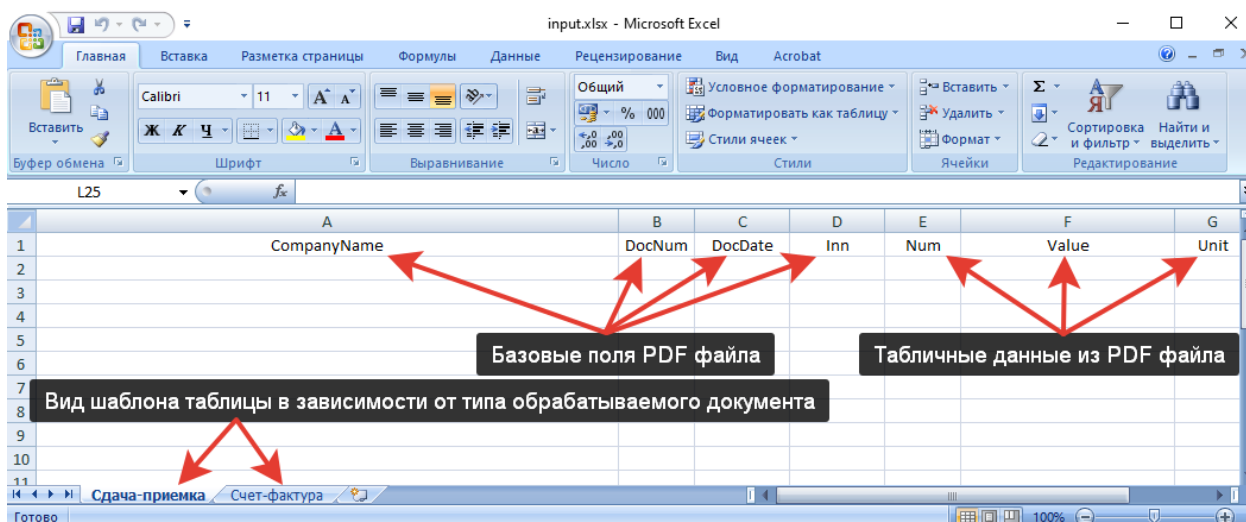 input.xlsx - Microsoft Excel
Главная Вставка Разметка страницы Формулы Данные Рецензирование Вид Acrobat
Вставить
Calibri 11
Ж К Ч
Общий
% 000
Условное форматирование
Форматировать как таблицу
Стили ячеек
Вставить
Удалить
Формат
Σ
Сортировка и фильтр
Найти и выделить
Буфер обмена Шрифт Выравнивание Число Стили Ячейки Редактирование
L25 fx
A B C D E F G
1 CompanyName DocNum DocDate Inn Num Value Unit
2
3
4
5
Базовые поля PDF файла Табличные данные из PDF файла
6
7
Вид шаблона таблицы в зависимости от типа обрабатываемого документа
8
9
10
11
Сдача-приемка Счет-фактура
Готово 100%